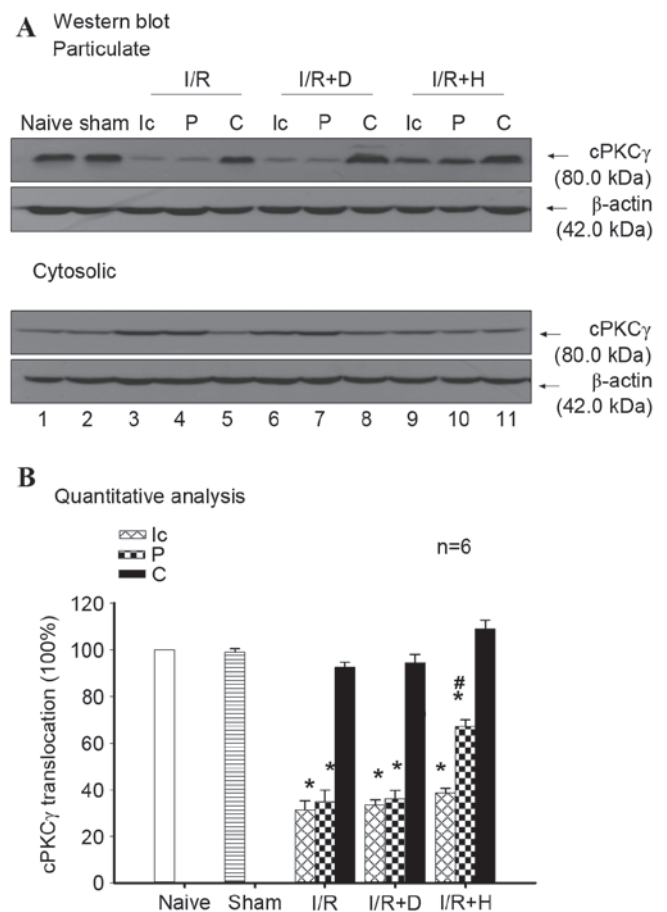 A Western blot
Particulate
I/R I/R+D I/R+H
Naive sham Ic P C Ic P C Ic P C
cPKCγ
(80.0 kDa)
β-actin
(42.0 kDa)
Cytosolic
cPKCγ
(80.0 kDa)
β-actin
(42.0 kDa)
1 2 3 4 5 6 7 8 9 10 11
B Quantitative analysis
Ic
P
C
n=6
cPKCγ translocation (100%)
120
100
80
60
40
20
0
* * * * * # *
Naive Sham I/R I/R+D I/R+H